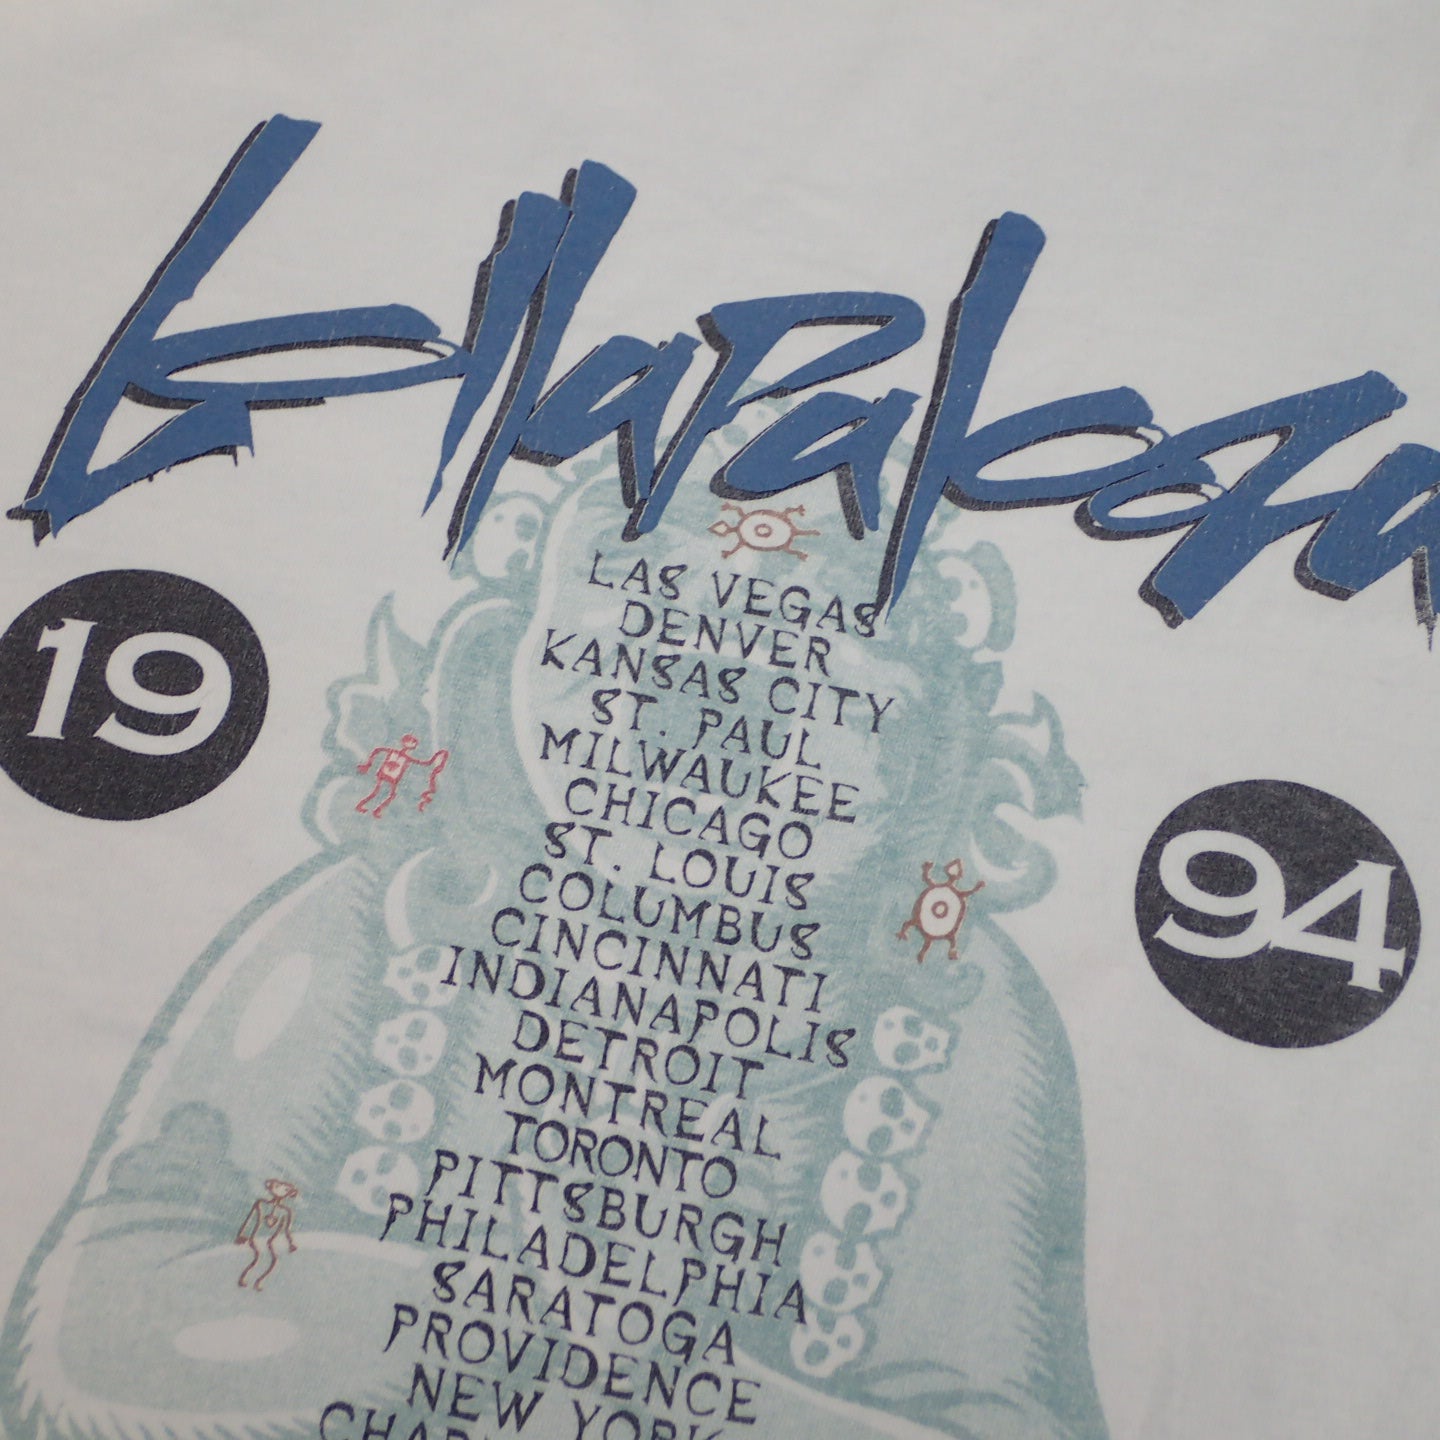 Lollapalooza
19
94
LAS VEGAS
DENVER
KANSAS CITY
ST. PAUL
MILWAUKEE
CHICAGO
ST. LOUIS
COLUMBUS
CINCINNATI
INDIANAPOLIS
DETROIT
MONTREAL
TORONTO
PITTSBURGH
PHILADELPHIA
SARATOGA
PROVIDENCE
NEW YORK